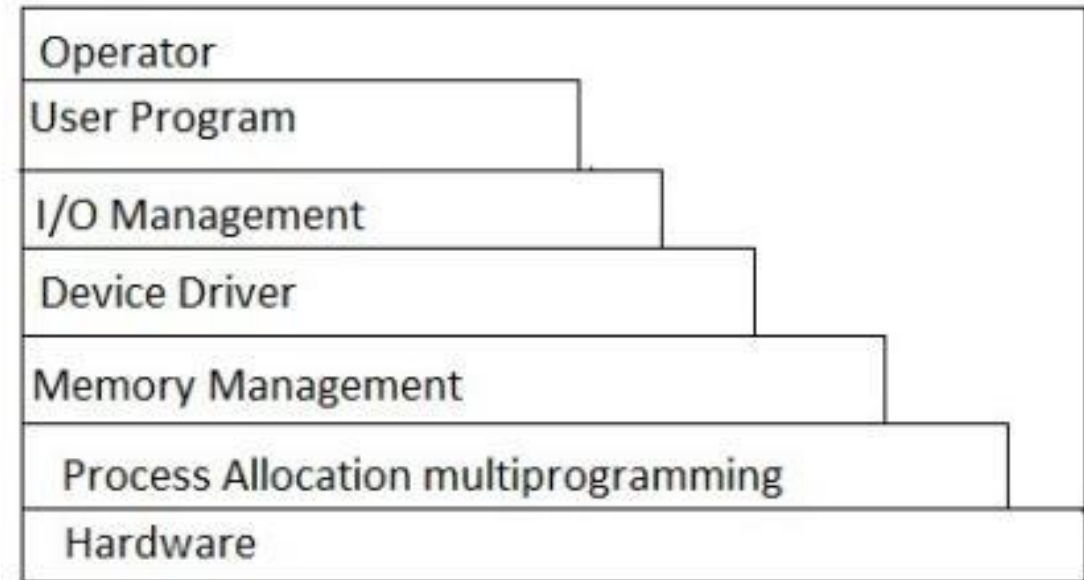 Operator
User Program
I/O Management
Device Driver
Memory Management
Process Allocation multiprogramming
Hardware